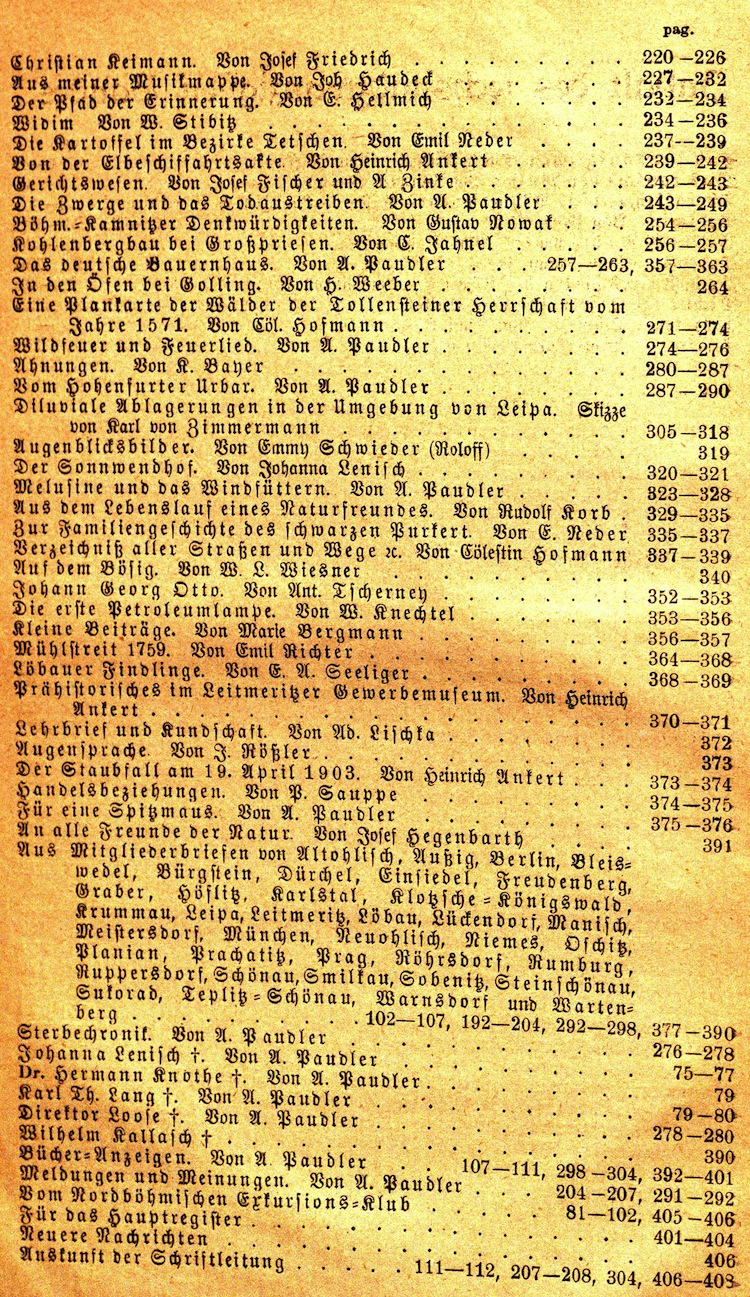 pag.
Christian Keimann. Von Josef Friedrich . . . . . . . . . 220—226
Aus meiner Musikmappe. Von Joh Haudeck . . . . . . . . 227—232
Der Pfad der Erinnerung. Von E. Hellmich . . . . . . . . 232—234
Widim Von W. Stibitz . . . . . . . . . . . . . 234—236
Die Kartoffel im Bezirke Tetschen. Von Emil Neder . . . . . 237—239
Von der Elbeschiffahrtsakte. Von Heinrich Ankert . . . . . . 239—242
Gerichtswesen. Von Josef Fischer und A Zinke . . . . . . . 242—243
Die Zwerge und das Todaustreiben. Von A. Paudler . . . . 243—249
Böhm.-Kamnitzer Denkwürdigkeiten. Von Gustav Nowak . . . 254—256
Kohlenbergbau bei Großpriesen. Von C. Jahnel . . . . . . 256—257
Das deutsche Bauernhaus. Von A. Paudler . . . 257—263, 357—363
In den Öfen bei Golling. Von H. Weeber . . . . . . . . 264
Eine Plankarte der Wälder der Tollensteiner Herrschaft vom
Jahre 1571. Von Cöl. Hofmann . . . . . . . . . 271—274
Wildfeuer und Feuerlied. Von A. Paudler . . . . . . . . 274—276
Ahnungen. Von K. Bayer . . . . . . . . . . . . 280—287
Vom Hohenfurter Urbar. Von A. Paudler . . . . . . . . 287—290
Diluviale Ablagerungen in der Umgebung von Leipa. Skizze
von Karl von Zimmermann . . . . . . . . . . . 305—318
Augenblicksbilder. Von Emmy Schwieder (Roloff) . . . . . 319
Der Sonnwendhof. Von Johanna Lenisch . . . . . . . . 320—321
Melusine und das Windfüttern. Von A. Paudler . . . . . 323—328
Aus dem Lebenslauf eines Naturfreundes. Von Rudolf Korb . 329—335
Zur Familiengeschichte des schwarzen Purkert. Von E. Neder 335—337
Verzeichniß aller Straßen und Wege ꝛc. Von Cölestin Hofmann 337—339
Auf dem Bösig. Von W. L. Wiesner . . . . . . . . . 340
Johann Georg Otto. Von Ant. Tscherney . . . . . . . . 352—353
Die erste Petroleumlampe. Von W. Knechtel . . . . . . . 353—356
Kleine Beiträge. Von Marie Bergmann . . . . . . . . 356—357
Mühlstreit 1759. Von Emil Richter . . . . . . . . . . 364—368
Löbauer Findlinge. Von E. A. Seeliger . . . . . . . . . 368—369
Prähistorisches im Leitmeritzer Gewerbemuseum. Von Heinrich
Ankert . . . . . . . . . . . . . . . . . 370—371
Lehrbrief und Kundschaft. Von Ad. Lischka . . . . . . . 372
Augensprache. Von J. Rößler . . . . . . . . . . . 373
Der Staubfall am 19. April 1903. Von Heinrich Ankert . . . 373—374
Handelsbeziehungen. Von P. Sauppe . . . . . . . . . 374—375
Für eine Spitzmaus. Von A. Paudler . . . . . . . . . 375—376
An alle Freunde der Natur. Von Josef Hegenbarth . . . . 391
Aus Mitgliederbriefen von Altohlisch, Außig, Berlin, Bleis-
wedel, Bürgstein, Dürchel, Einsiedel, Freudenberg,
Graber, Höflitz, Karlstal, Klotzsche-Königswald,
Krummau, Leipa, Leitmeritz, Löbau, Lückendorf, Manisch,
Meistersdorf, München, Neuohlisch, Niemes, Oschitz,
Planian, Prachatitz, Prag, Röhrsdorf, Rumburg,
Ruppersdorf, Schönau, Smilkau, Sobenitz, Steinschönau,
Sukorad, Teplitz-Schönau, Warnsdorf und Warten-
berg . . . . . . . . . . 102—107, 192—204, 292—298, 377—390
Sterbechronik. Von A. Paudler . . . . . . . . . . . 276—278
Johanna Lenisch †. Von A. Paudler . . . . . . . . . 75—77
Dr. Hermann Knothe †. Von A. Paudler . . . . . . . . 79
Karl Th. Lang †. Von A. Paudler . . . . . . . . . . 79—80
Direktor Loose †. Von A. Paudler . . . . . . . . . . 278—280
Wilhelm Kallasch † . . . . . . . . . . . . . . 390
Bücher-Anzeigen. Von A Paudler . . . 107—111, 298—304, 392—401
Meldungen und Meinungen. Von A. Paudler . . . 204—207, 291—292
Vom Nordböhmischen Exkursions-Klub . . . . . 81—102, 405—406
Für das Hauptregister . . . . . . . . . . . . . 401—404
Neuere Nachrichten . . . . . . . . . . . . . . 406
Auskunft der Schriftleitung . . . . . 111—112, 207—208, 304, 406—408